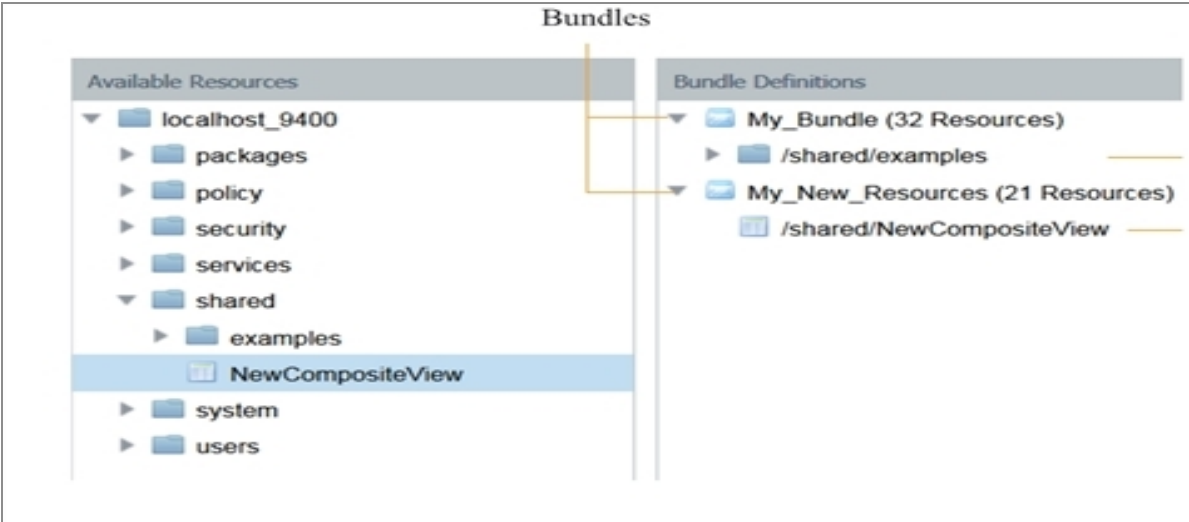 Bundles
Available Resources
localhost_9400
packages
policy
security
services
shared
examples
NewCompositeView
system
users
Bundle Definitions
My_Bundle (32 Resources)
/shared/examples
My_New_Resources (21 Resources)
/shared/NewCompositeView